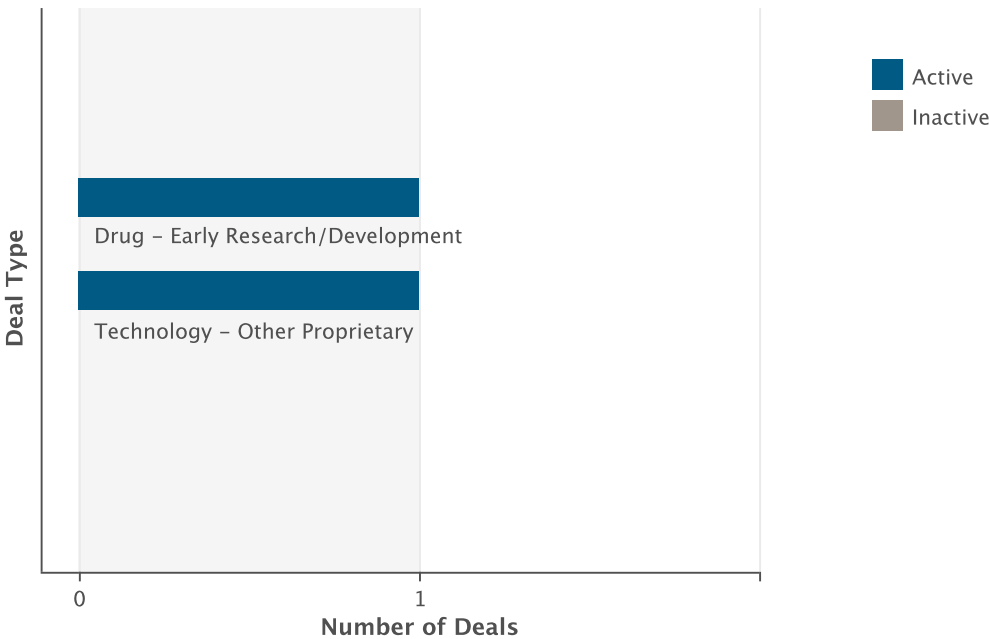 Active
Inactive
Deal Type
Drug – Early Research/Development
Technology – Other Proprietary
0 1
Number of Deals